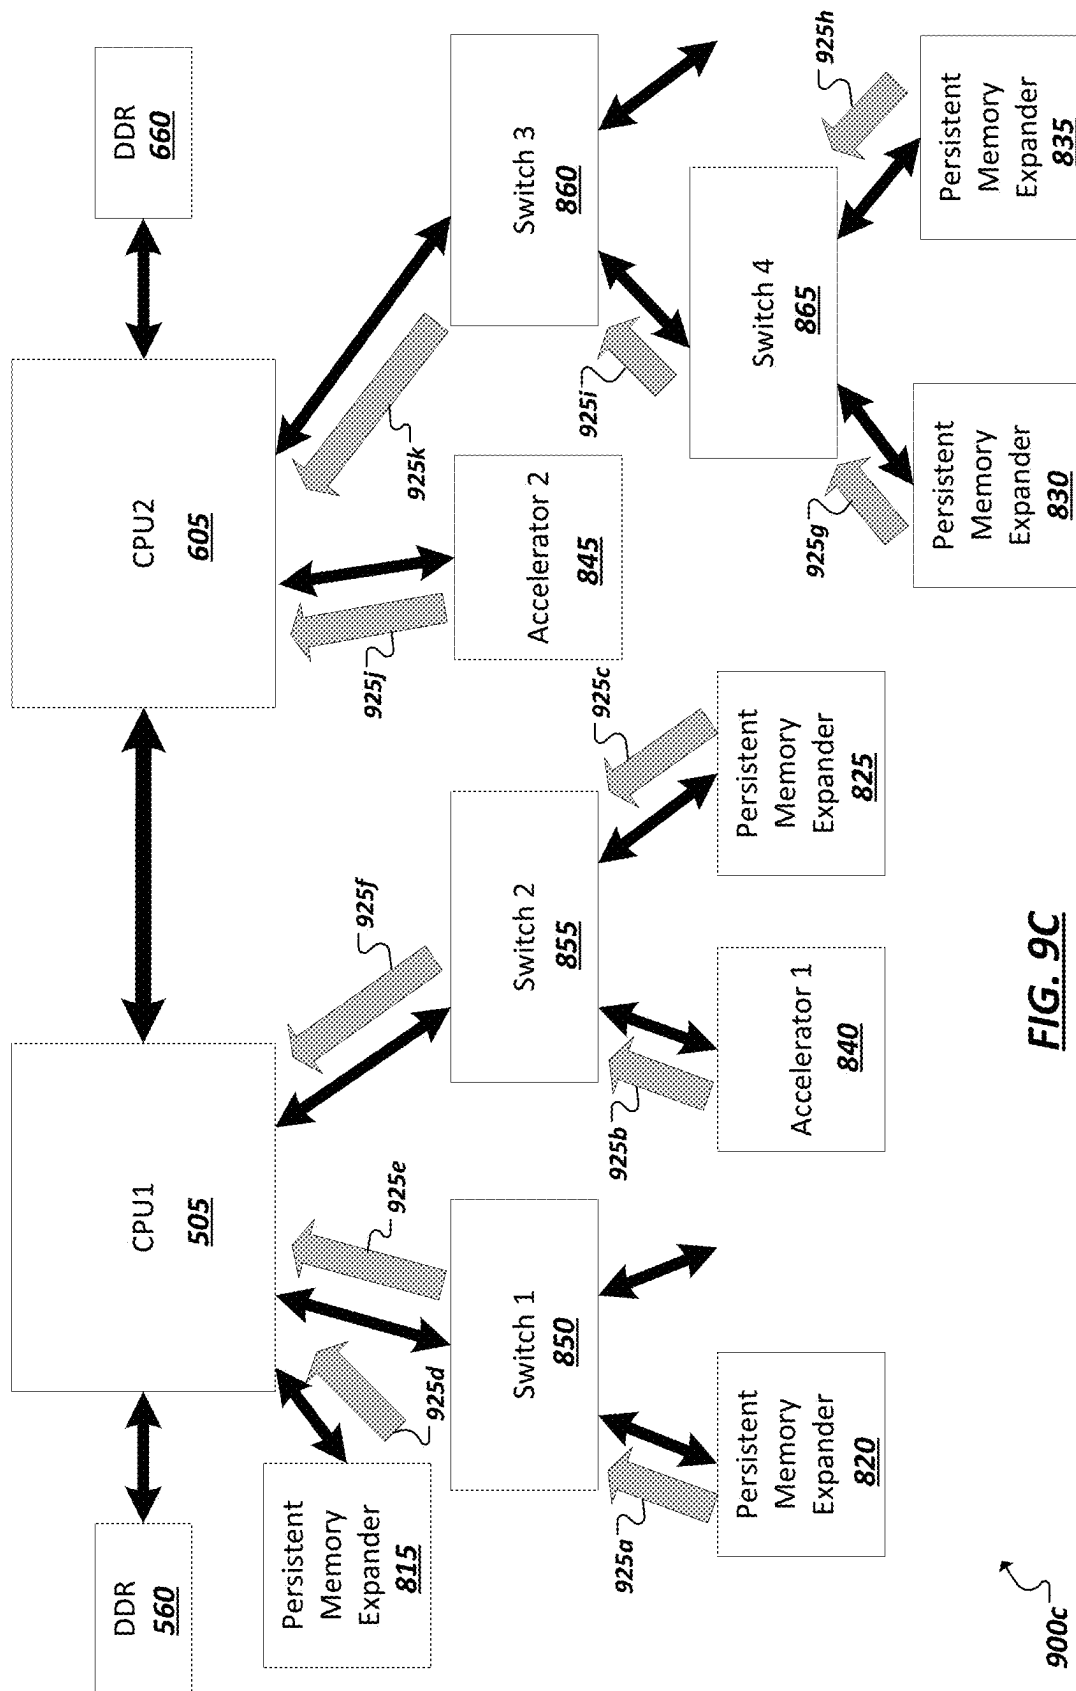 DDR
560
CPU1
505
CPU2
605
DDR
660
Persistent
Memory
Expander
815
925d
925e
925f
925j
925k
Switch 1
850
Switch 2
855
Accelerator 2
845
Switch 3
860
925a
925b
925c
925i
Persistent
Memory
Expander
820
Accelerator 1
840
Persistent
Memory
Expander
825
Switch 4
865
925g
925h
Persistent
Memory
Expander
830
Persistent
Memory
Expander
835
900c
FIG. 9C